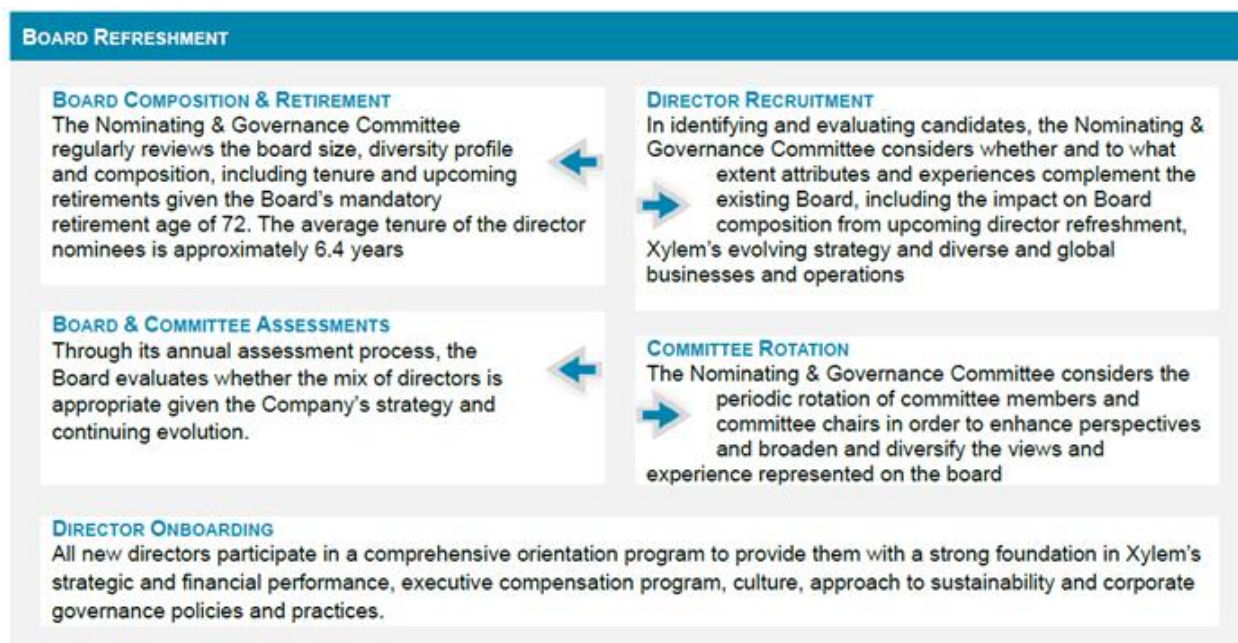 BOARD REFRESHMENT
BOARD COMPOSITION & RETIREMENT
The Nominating & Governance Committee
regularly reviews the board size, diversity profile
and composition, including tenure and upcoming
retirements given the Board's mandatory
retirement age of 72. The average tenure of the director
nominees is approximately 6.4 years
DIRECTOR RECRUITMENT
In identifying and evaluating candidates, the Nominating &
Governance Committee considers whether and to what
extent attributes and experiences complement the
existing Board, including the impact on Board
composition from upcoming director refreshment,
Xylem's evolving strategy and diverse and global
businesses and operations
BOARD & COMMITTEE ASSESSMENTS
Through its annual assessment process, the
Board evaluates whether the mix of directors is
appropriate given the Company's strategy and
continuing evolution.
COMMITTEE ROTATION
The Nominating & Governance Committee considers the
periodic rotation of committee members and
committee chairs in order to enhance perspectives
and broaden and diversify the views and
experience represented on the board
DIRECTOR ONBOARDING
All new directors participate in a comprehensive orientation program to provide them with a strong foundation in Xylem's
strategic and financial performance, executive compensation program, culture, approach to sustainability and corporate
governance policies and practices.